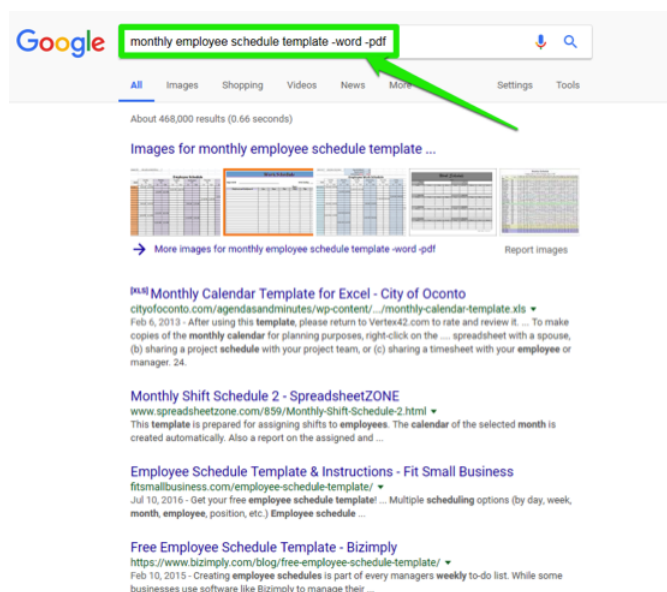 Google
monthly employee schedule template -word -pdf
All Images Shopping Videos News More Settings Tools
About 468,000 results (0.66 seconds)
Images for monthly employee schedule template ...
More images for monthly employee schedule template -word -pdf Report images
[XLS] Monthly Calendar Template for Excel - City of Oconto
cityofoconto.com/agendasandminutes/wp-content/.../monthly-calendar-template.xls
Feb 6, 2013 - After using this template, please return to Vertex42.com to rate and review it. ... To make
copies of the monthly calendar for planning purposes, right-click on the .... spreadsheet with a spouse,
(b) sharing a project schedule with your project team, or (c) sharing a timesheet with your employee or
manager. 24.
Monthly Shift Schedule 2 - SpreadsheetZONE
www.spreadsheetzone.com/859/Monthly-Shift-Schedule-2.html
This template is prepared for assigning shifts to employees. The calendar of the selected month is
created automatically. Also a report on the assigned and ...
Employee Schedule Template & Instructions - Fit Small Business
fitsmallbusiness.com/employee-schedule-template/
Jul 10, 2016 - Get your free employee schedule template! ... Multiple scheduling options (by day, week,
month, employee, position, etc.) Employee schedule ...
Free Employee Schedule Template - Bizimply
https://www.bizimply.com/blog/free-employee-schedule-template/
Feb 10, 2015 - Creating employee schedules is part of every managers weekly to-do list. While some
businesses use software like Bizimply to manage their ...